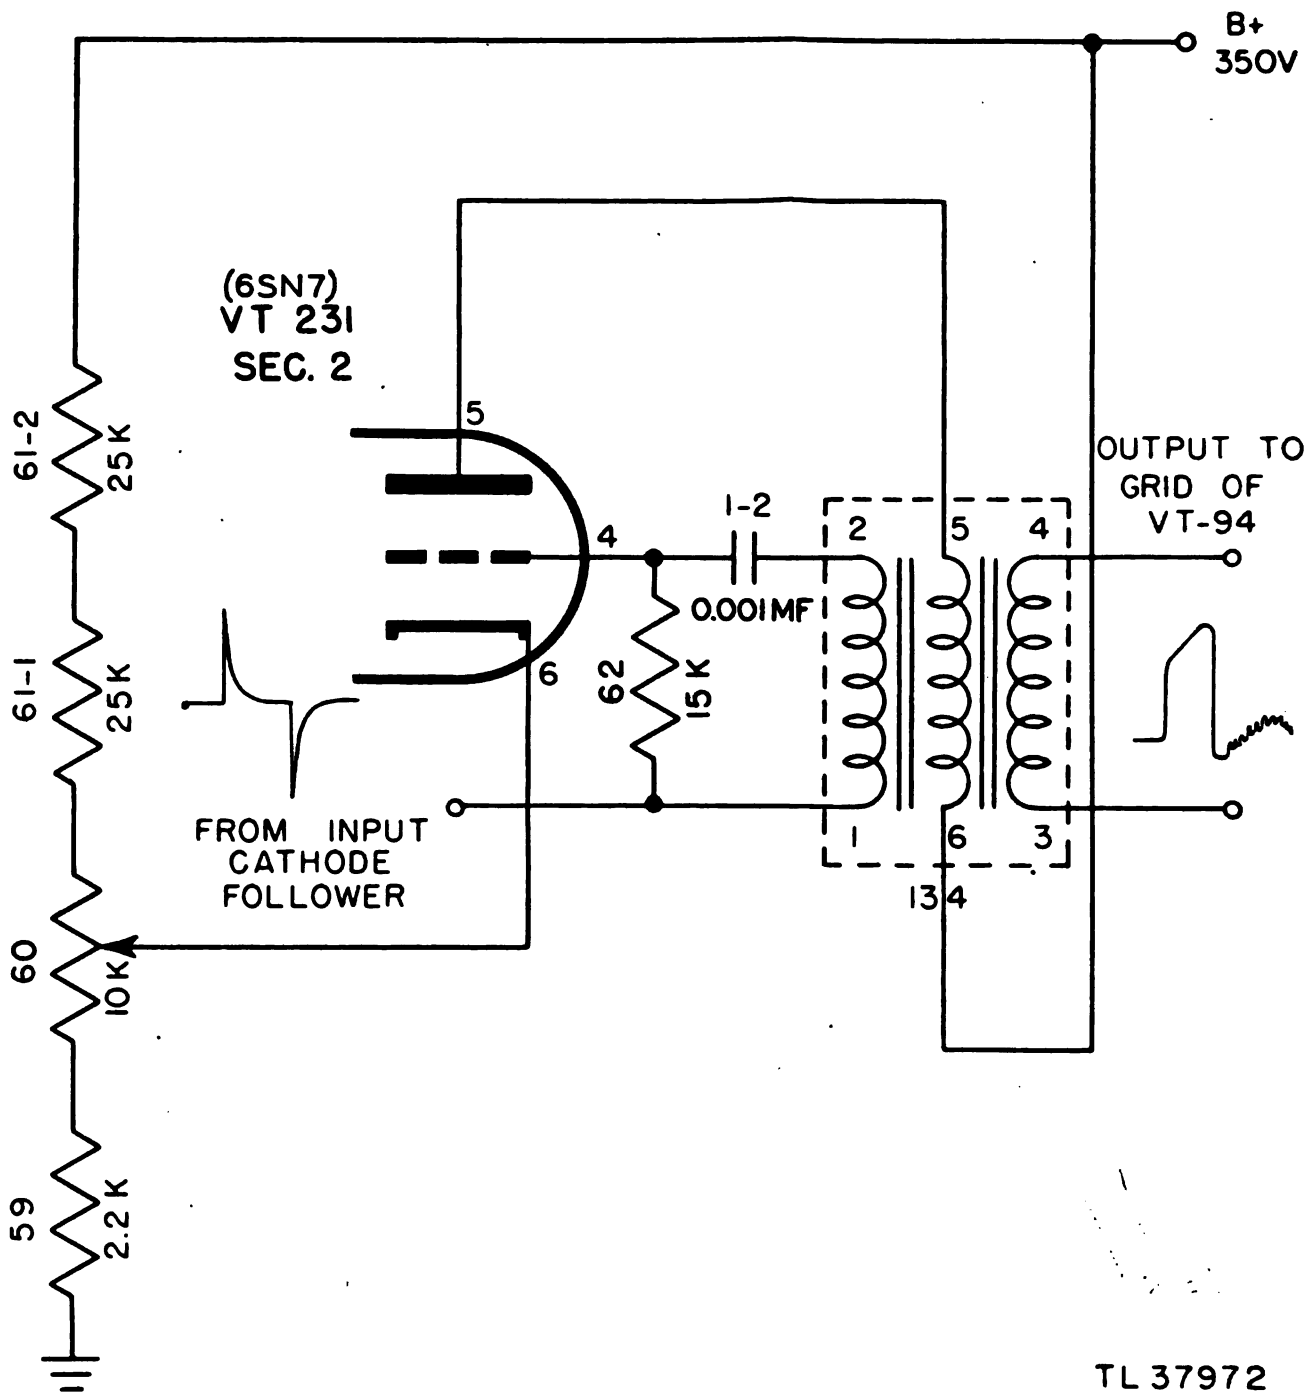 B+
350V
(6SN7)
VT 231
SEC. 2
5
61-2
25K
OUTPUT TO
GRID OF
VT-94
4
1-2
2
5
4
0.001MF
6
62
15K
61-1
25K
FROM INPUT
CATHODE
FOLLOWER
1
6
3
134
60
10K
59
2.2K
TL 37972